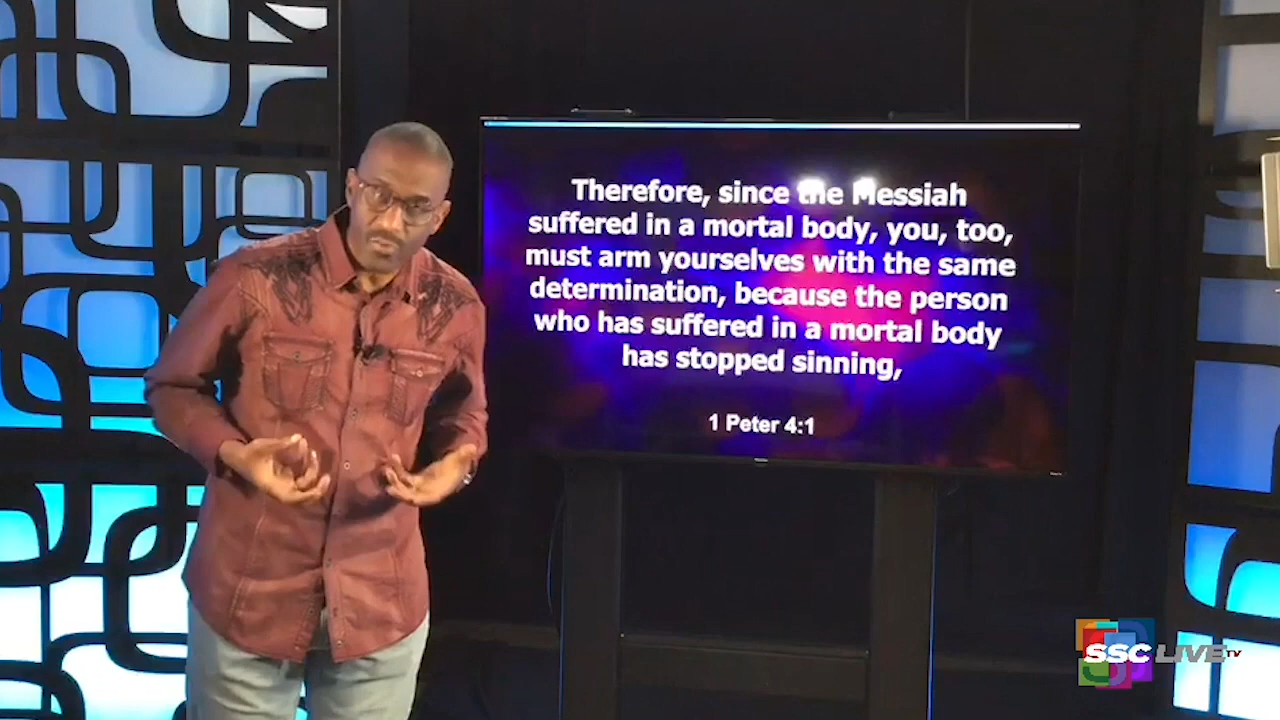 Therefore, since the Messiah
suffered in a mortal body, you, too,
must arm yourselves with the same
determination, because the person
who has suffered in a mortal body
has stopped sinning,
1 Peter 4:1
SSC LIVE TV